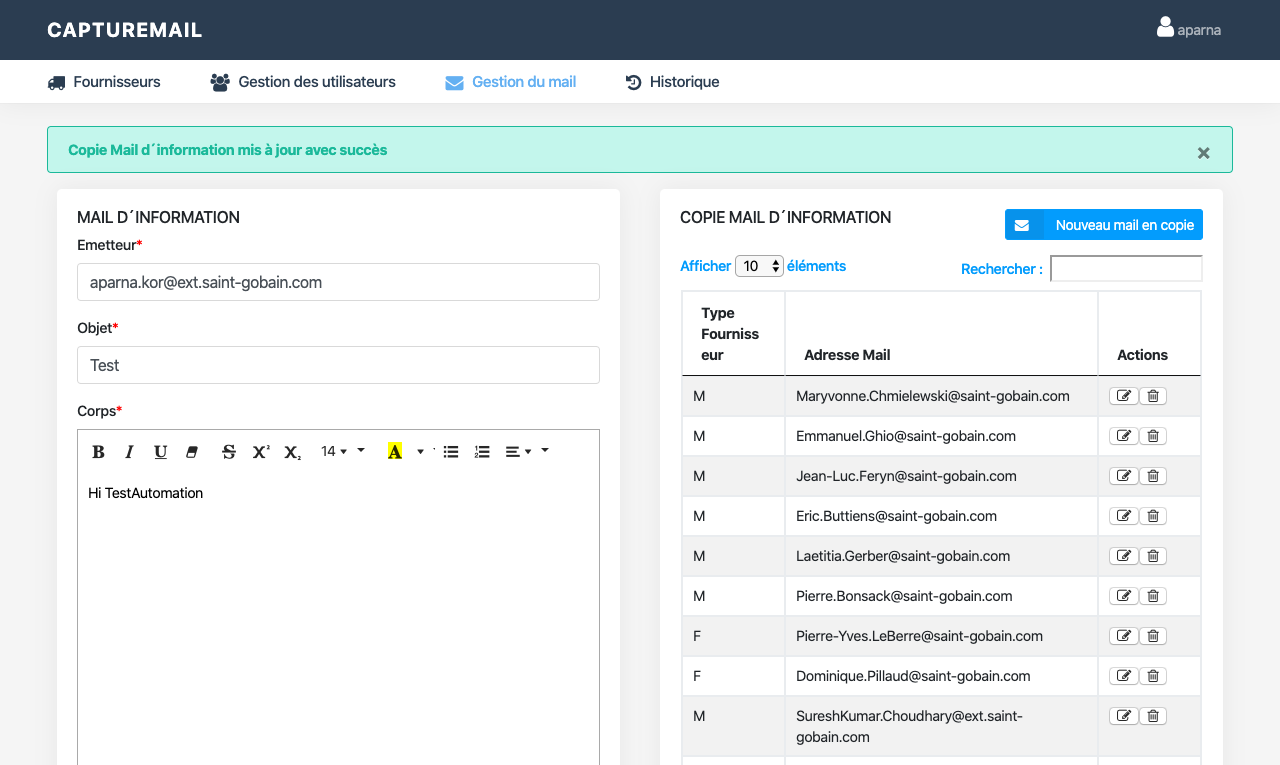 CAPTUREMAIL
aparna
Fournisseurs
Gestion des utilisateurs
Gestion du mail
Historique
Copie Mail d´information mis à jour avec succès
×
MAIL D´INFORMATION
Emetteur*
aparna.kor@ext.saint-gobain.com
Objet*
Test
Corps*
B I U S X² X₂ 14 A
Hi TestAutomation
COPIE MAIL D´INFORMATION
Nouveau mail en copie
Afficher 10 éléments
Rechercher :
Type
Fourniss
eur
Adresse Mail
Actions
M Maryvonne.Chmielewski@saint-gobain.com
M Emmanuel.Ghio@saint-gobain.com
M Jean-Luc.Feryn@saint-gobain.com
M Eric.Buttiens@saint-gobain.com
M Laetitia.Gerber@saint-gobain.com
M Pierre.Bonsack@saint-gobain.com
F Pierre-Yves.LeBerre@saint-gobain.com
F Dominique.Pillaud@saint-gobain.com
M SureshKumar.Choudhary@ext.saint-
gobain.com